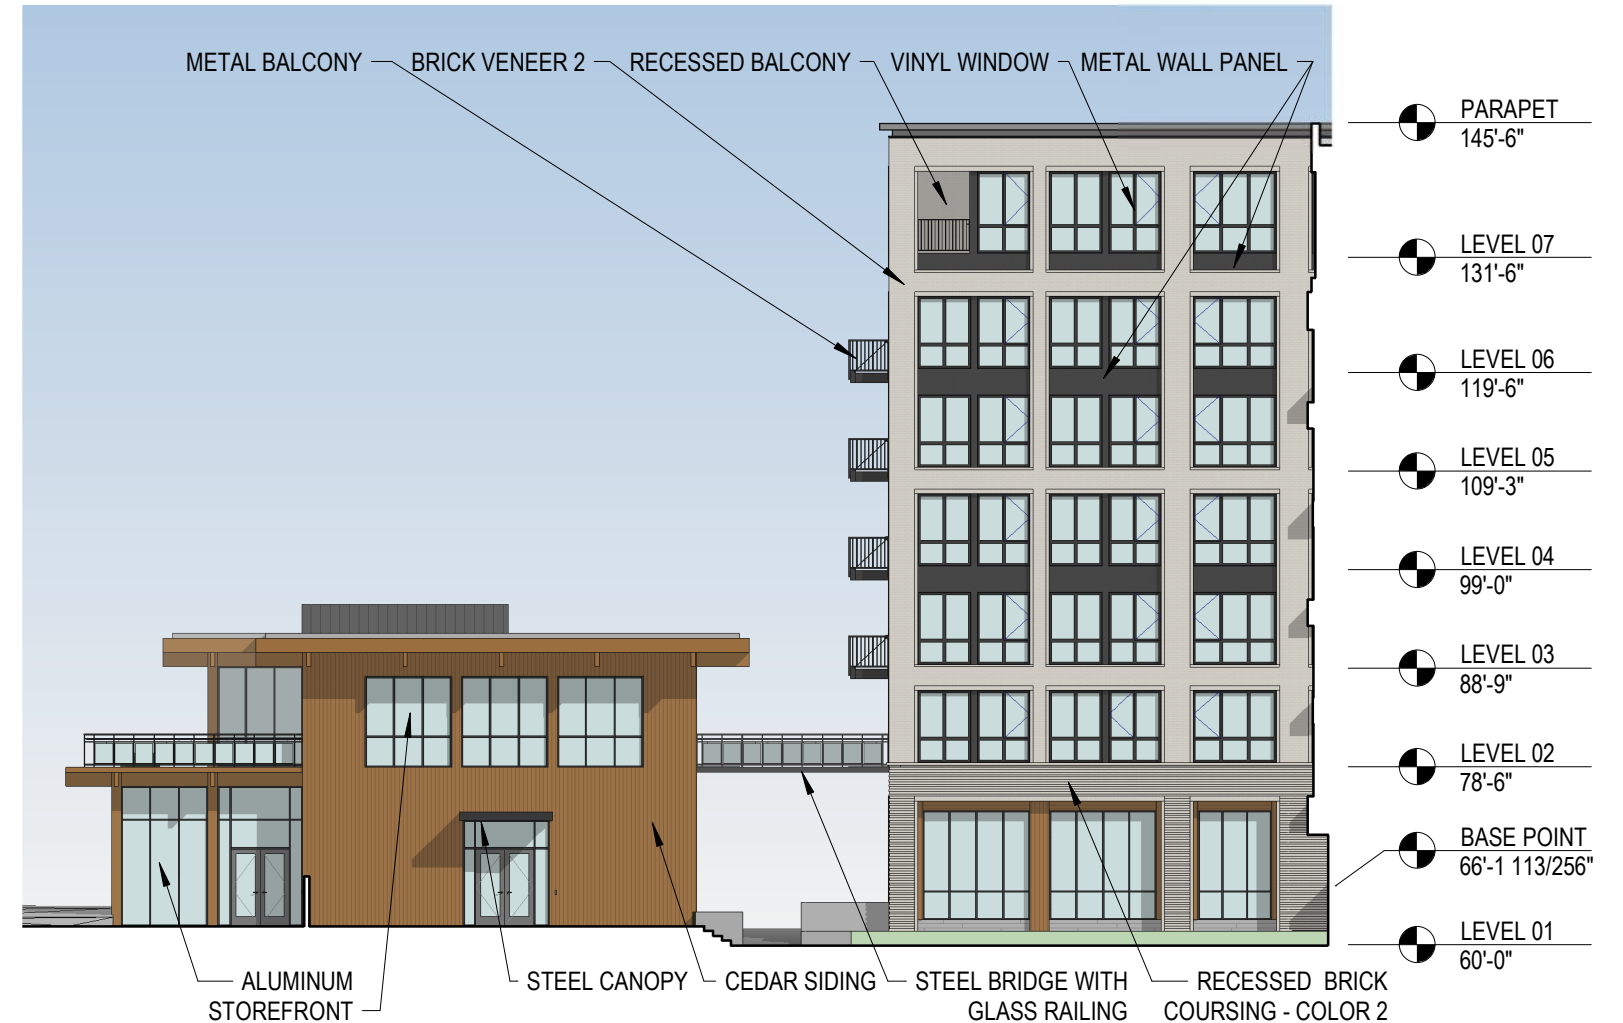 METAL BALCONY
BRICK VENEER 2
RECESSED BALCONY
VINYL WINDOW
METAL WALL PANEL
PARAPET
145'-6"
LEVEL 07
131'-6"
LEVEL 06
119'-6"
LEVEL 05
109'-3"
LEVEL 04
99'-0"
LEVEL 03
88'-9"
LEVEL 02
78'-6"
BASE POINT
66'-1 113/256"
LEVEL 01
60'-0"
ALUMINUM
STOREFRONT
STEEL CANOPY
CEDAR SIDING
STEEL BRIDGE WITH
GLASS RAILING
RECESSED BRICK
COURSING - COLOR 2